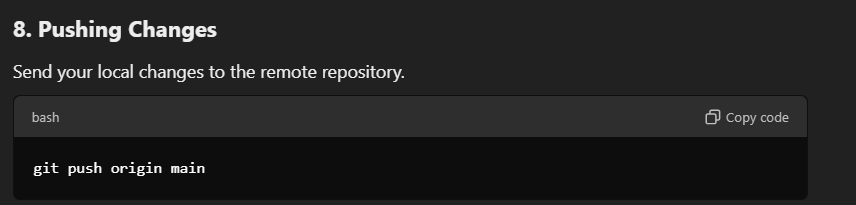 8. Pushing Changes
Send your local changes to the remote repository.
bash
Copy code
git push origin main